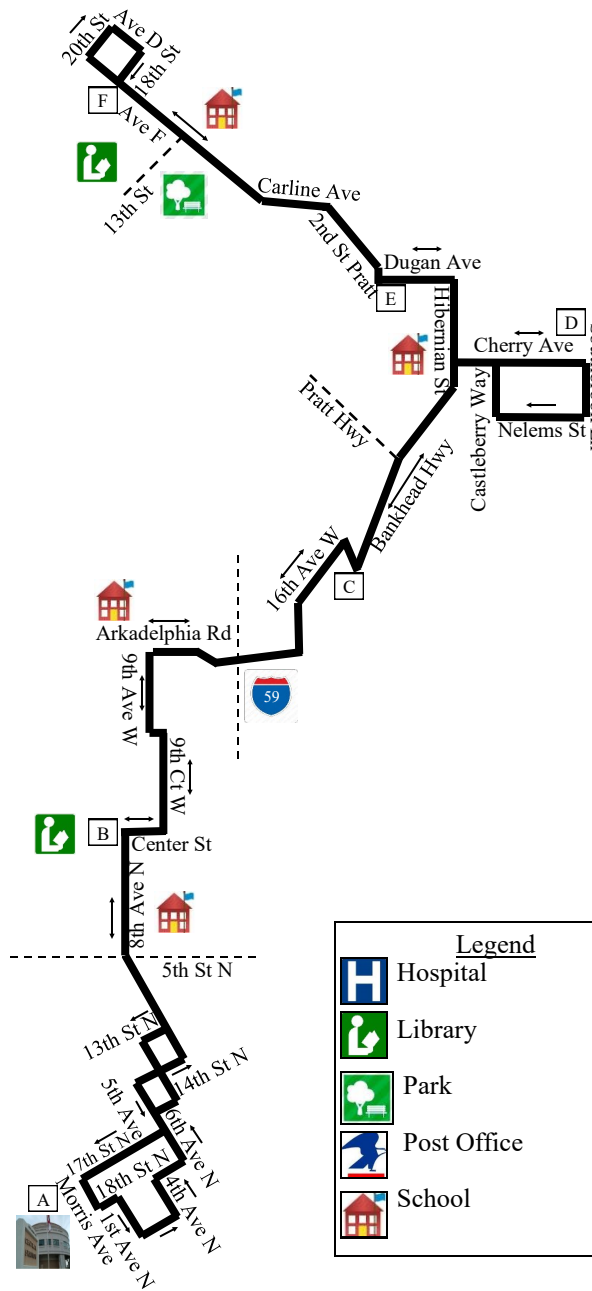 Ave D
20th St
18th St
F
Ave F
13th St
Carline Ave
2nd St Pratt
Dugan Ave
E
Hibernian St
D
Cherry Ave
Castleberry Way
Nelems St
Pratt Hwy
Bankhead Hwy
16th Ave W
C
Arkadelphia Rd
59
9th Ave W
9th Ct W
B
Center St
8th Ave N
5th St N
13th St N
14th St N
5th Ave
6th Ave N
17th St N
18th St N
4th Ave N
A
Morris Ave
1st Ave N
Legend
H
Hospital
Library
Park
Post Office
School